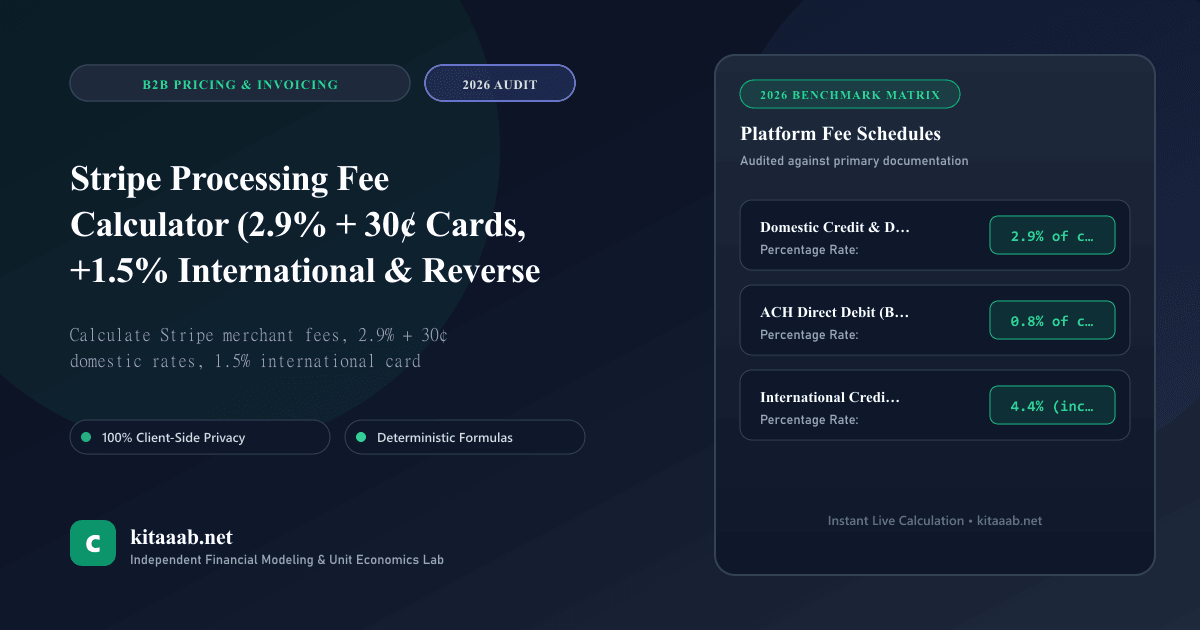 B2B PRICING & INVOICING
2026 AUDIT
Stripe Processing Fee
Calculator (2.9% + 30¢ Cards,
+1.5% International & Reverse
Calculate Stripe merchant fees, 2.9% + 30¢
domestic rates, 1.5% international card
100% Client-Side Privacy
Deterministic Formulas
C
kitaaab.net
Independent Financial Modeling & Unit Economics Lab
2026 BENCHMARK MATRIX
Platform Fee Schedules
Audited against primary documentation
Domestic Credit & D…
Percentage Rate:
2.9% of c…
ACH Direct Debit (B…
Percentage Rate:
0.8% of c…
International Credi…
Percentage Rate:
4.4% (inc…
Instant Live Calculation • kitaaab.net